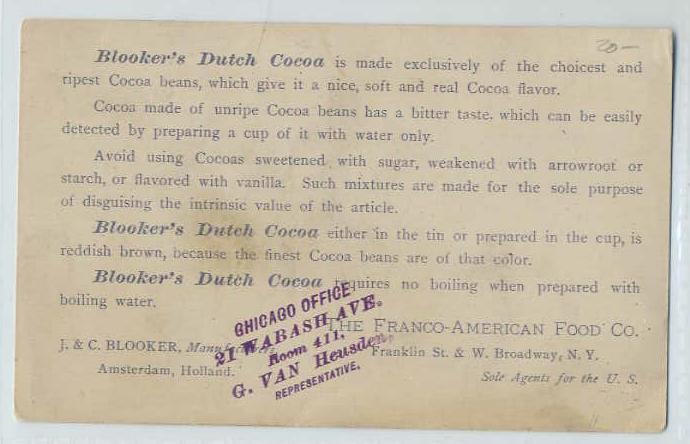 20—
Blooker's Dutch Cocoa is made exclusively of the choicest and
ripest Cocoa beans, which give it a nice, soft and real Cocoa flavor.
Cocoa made of unripe Cocoa beans has a bitter taste, which can be easily
detected by preparing a cup of it with water only.
Avoid using Cocoas sweetened with sugar, weakened with arrowroot or
starch, or flavored with vanilla. Such mixtures are made for the sole purpose
of disguising the intrinsic value of the article.
Blooker's Dutch Cocoa either in the tin or prepared in the cup, is
reddish brown, because the finest Cocoa beans are of that color.
Blooker's Dutch Cocoa requires no boiling when prepared with
boiling water.
THE FRANCO-AMERICAN FOOD CO.
J. & C. BLOOKER, Manufacturers,
Franklin St. & W. Broadway, N. Y.
Amsterdam, Holland.
Sole Agents for the U. S.
CHICAGO OFFICE,
21 WABASH AVE.
Room 411,
G. VAN Heusden,
REPRESENTATIVE.